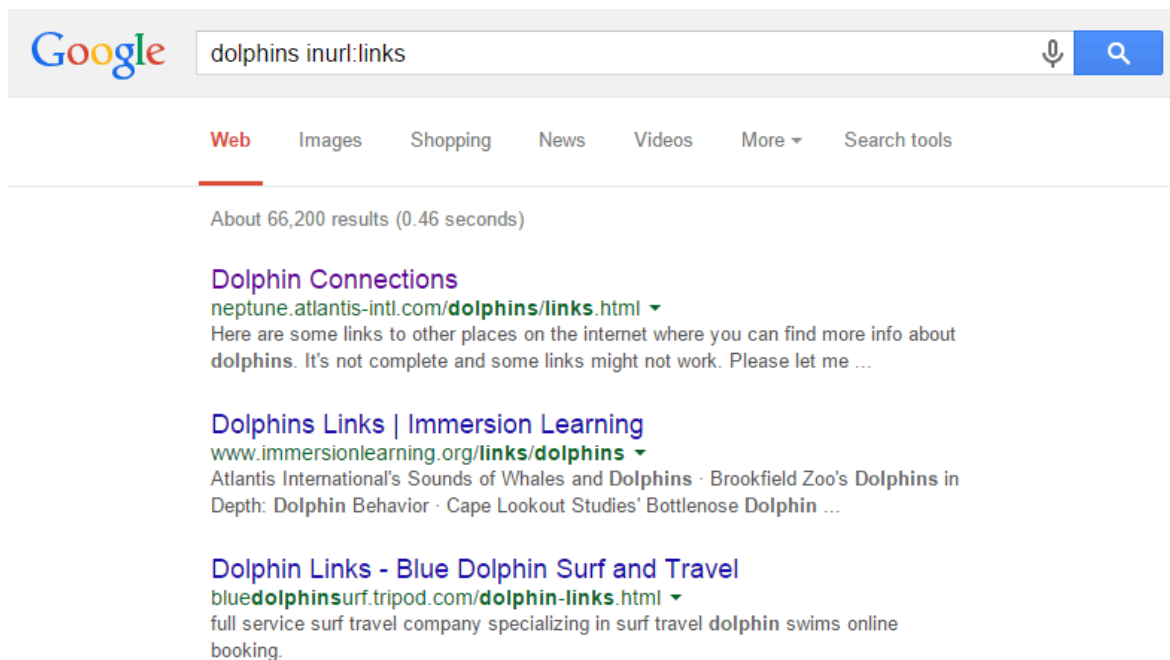 Google dolphins inurl:links
Web Images Shopping News Videos More Search tools
About 66,200 results (0.46 seconds)
Dolphin Connections
neptune.atlantis-intl.com/dolphins/links.html
Here are some links to other places on the internet where you can find more info about
dolphins. It's not complete and some links might not work. Please let me ...
Dolphins Links | Immersion Learning
www.immersionlearning.org/links/dolphins
Atlantis International's Sounds of Whales and Dolphins · Brookfield Zoo's Dolphins in
Depth: Dolphin Behavior · Cape Lookout Studies' Bottlenose Dolphin ...
Dolphin Links - Blue Dolphin Surf and Travel
bluedolphinsurf.tripod.com/dolphin-links.html
full service surf travel company specializing in surf travel dolphin swims online
booking.